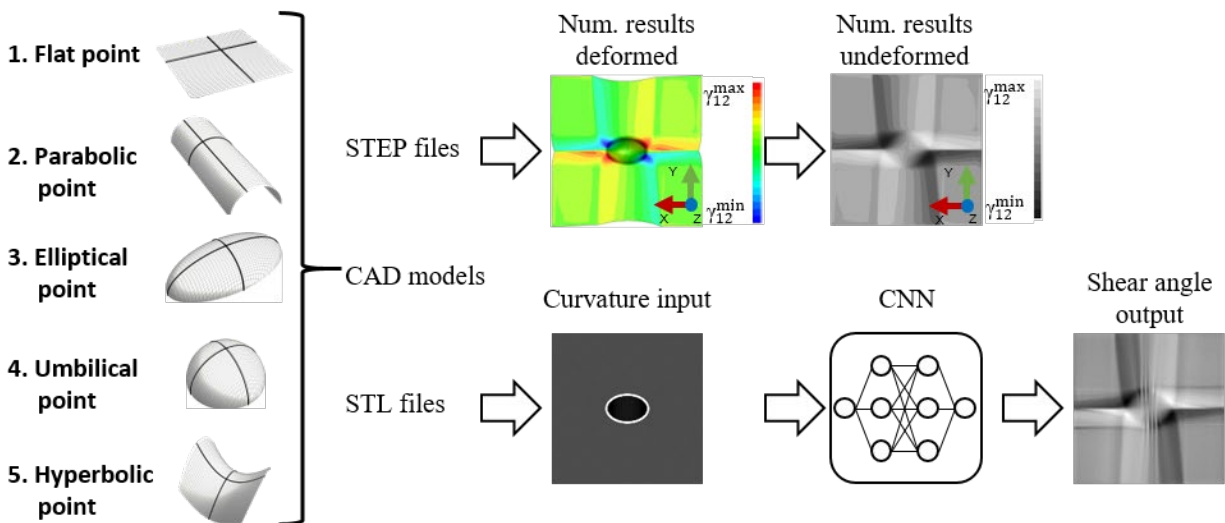 1. Flat point
2. Parabolic
point
3. Elliptical
point
4. Umbilical
point
5. Hyperbolic
point
STEP files
CAD models
STL files
Num. results
deformed
γ₁₂ᵐᵃˣ
γ₁₂ᵐⁱⁿ
Y
X
Z
Num. results
undeformed
γ₁₂ᵐᵃˣ
γ₁₂ᵐⁱⁿ
Y
X
Z
Curvature input
CNN
Shear angle
output